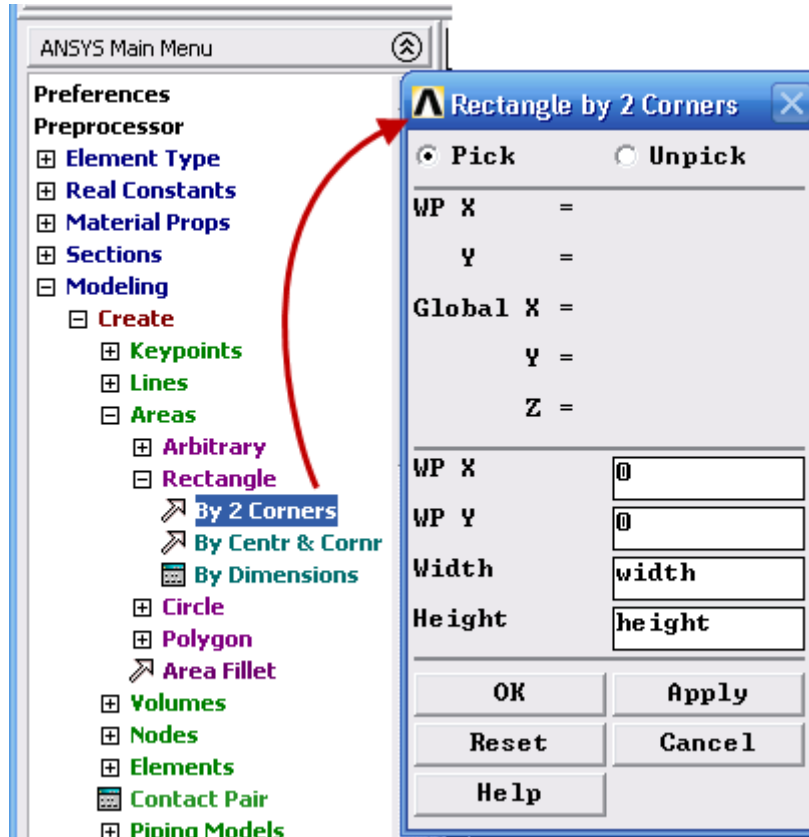 ANSYS Main Menu
Preferences
Preprocessor
Element Type
Real Constants
Material Props
Sections
Modeling
Create
Keypoints
Lines
Areas
Arbitrary
Rectangle
By 2 Corners
By Centr & Cornr
By Dimensions
Circle
Polygon
Area Fillet
Volumes
Nodes
Elements
Contact Pair
Piping Models
Rectangle by 2 Corners
Pick Unpick
WP X =
Y =
Global X =
Y =
Z =
WP X 0
WP Y 0
Width width
Height height
OK Apply
Reset Cancel
Help